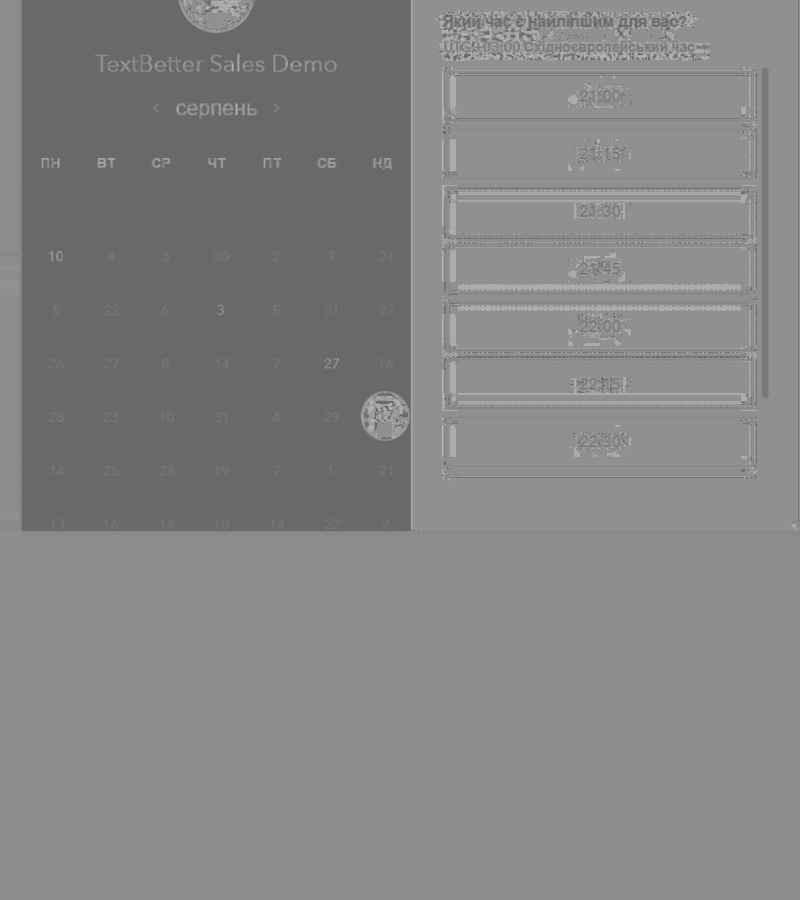 TextBetter Sales Demo
серпень
ПН ВТ СР ЧТ ПТ СБ НД
10 4 3 30 2 7 21
5 22 6 3 5 31 27
26 27 8 14 7 27 16
28 23 10 31 4 29
14 25 28 19 7 1 21
13 16 14 10 14 22 2
Який час є найліпшим для вас?
UTC +03:00 Східноєвропейський час
21:00
21:15
21:30
21:45
22:00
22:15
22:30